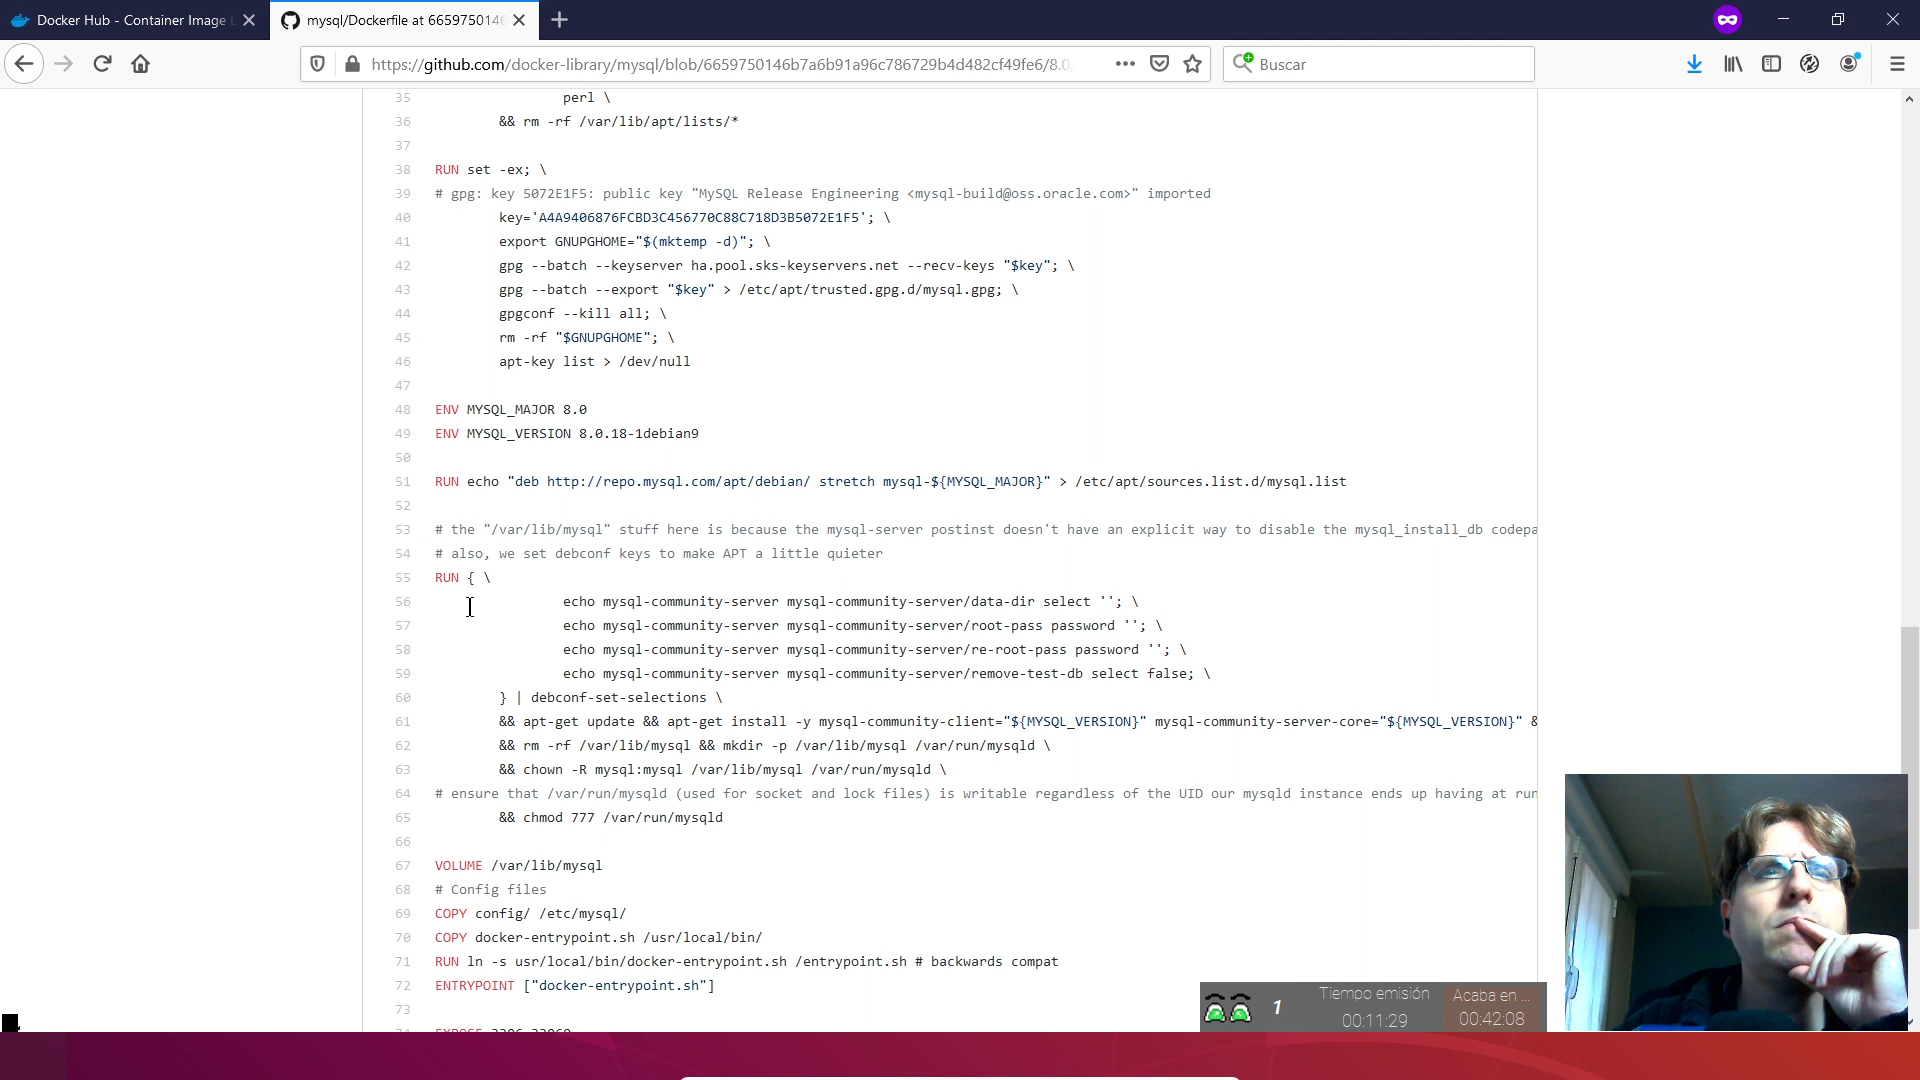 Docker Hub - Container Image
mysql/Dockerfile at 6659750146
https://github.com/docker-library/mysql/blob/6659750146b7a6b91a96c786729b4d482cf49fe6/8.0
Buscar
35 perl \
36 && rm -rf /var/lib/apt/lists/*
37
38 RUN set -ex; \
39 # gpg: key 5072E1F5: public key "MySQL Release Engineering <mysql-build@oss.oracle.com>" imported
40 key='A4A9406876FCBD3C456770C88C718D3B5072E1F5'; \
41 export GNUPGHOME="$(mktemp -d)"; \
42 gpg --batch --keyserver ha.pool.sks-keyservers.net --recv-keys "$key"; \
43 gpg --batch --export "$key" > /etc/apt/trusted.gpg.d/mysql.gpg; \
44 gpgconf --kill all; \
45 rm -rf "$GNUPGHOME"; \
46 apt-key list > /dev/null
47
48 ENV MYSQL_MAJOR 8.0
49 ENV MYSQL_VERSION 8.0.18-1debian9
50
51 RUN echo "deb http://repo.mysql.com/apt/debian/ stretch mysql-${MYSQL_MAJOR}" > /etc/apt/sources.list.d/mysql.list
52
53 # the "/var/lib/mysql" stuff here is because the mysql-server postinst doesn't have an explicit way to disable the mysql_install_db codepa
54 # also, we set debconf keys to make APT a little quieter
55 RUN { \
56 echo mysql-community-server mysql-community-server/data-dir select ''; \
57 echo mysql-community-server mysql-community-server/root-pass password ''; \
58 echo mysql-community-server mysql-community-server/re-root-pass password ''; \
59 echo mysql-community-server mysql-community-server/remove-test-db select false; \
60 } | debconf-set-selections \
61 && apt-get update && apt-get install -y mysql-community-client="${MYSQL_VERSION}" mysql-community-server-core="${MYSQL_VERSION}" &
62 && rm -rf /var/lib/mysql && mkdir -p /var/lib/mysql /var/run/mysqld \
63 && chown -R mysql:mysql /var/lib/mysql /var/run/mysqld \
64 # ensure that /var/run/mysqld (used for socket and lock files) is writable regardless of the UID our mysqld instance ends up having at run
65 && chmod 777 /var/run/mysqld
66
67 VOLUME /var/lib/mysql
68 # Config files
69 COPY config/ /etc/mysql/
70 COPY docker-entrypoint.sh /usr/local/bin/
71 RUN ln -s usr/local/bin/docker-entrypoint.sh /entrypoint.sh # backwards compat
72 ENTRYPOINT ["docker-entrypoint.sh"]
73
74 EXPOSE 3306 33060
1
Tiempo emisión
00:11:29
Acaba en ...
00:42:08